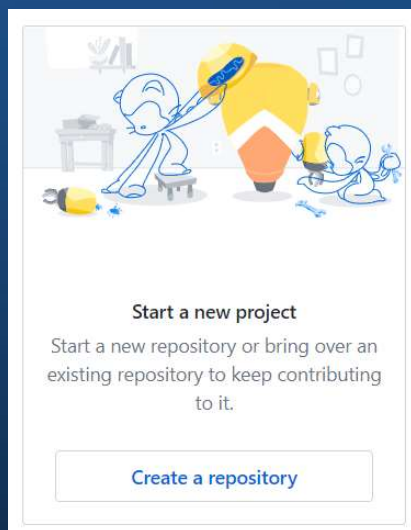 Start a new project
Start a new repository or bring over an
existing repository to keep contributing
to it.
Create a repository